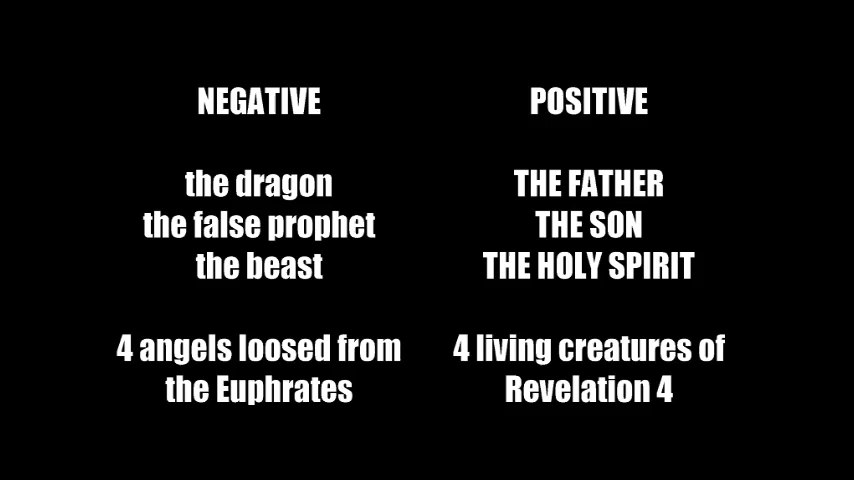 NEGATIVE
the dragon
the false prophet
the beast
4 angels loosed from
the Euphrates
POSITIVE
THE FATHER
THE SON
THE HOLY SPIRIT
4 living creatures of
Revelation 4